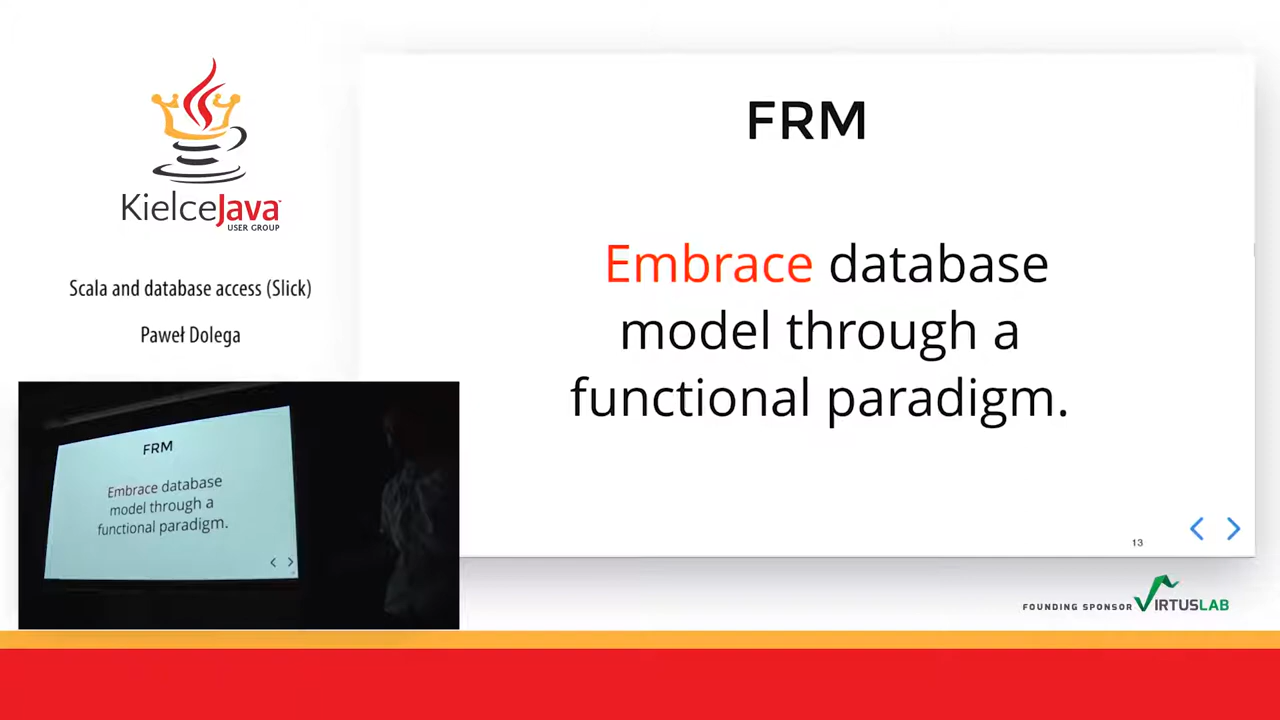 KielceJava
USER GROUP
Scala and database access (Slick)
Paweł Dolega
FRM
Embrace database
model through a
functional paradigm.
13
FRM
Embrace database
model through a
functional paradigm.
FOUNDING SPONSOR VIRTUSLAB